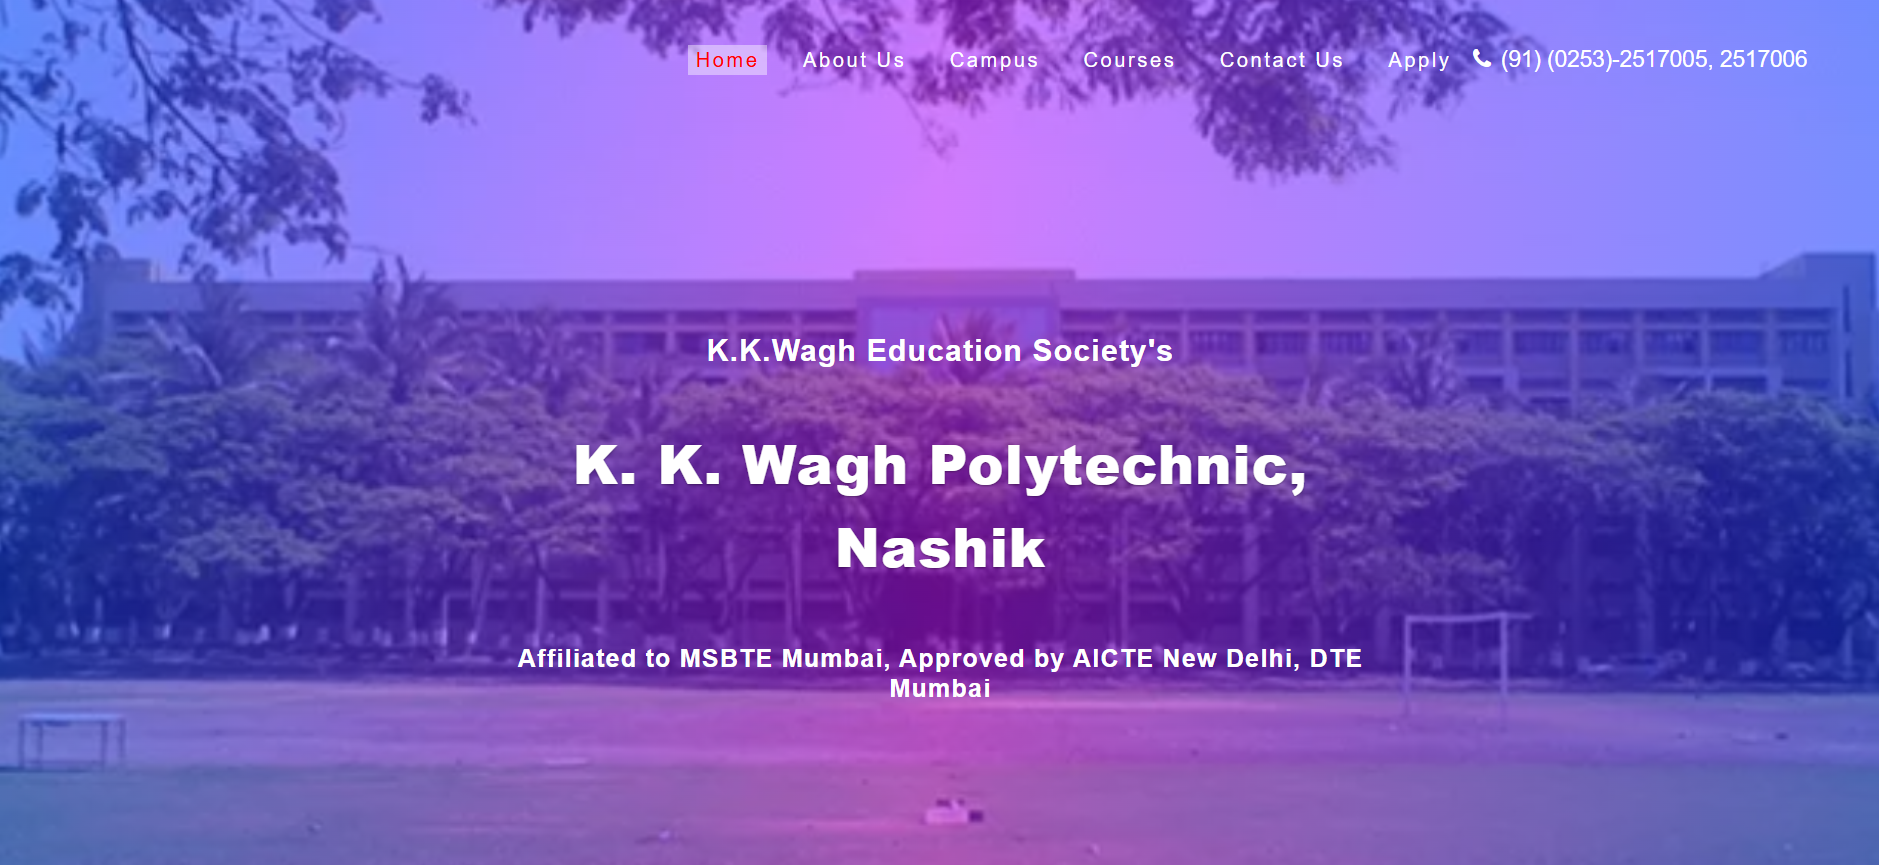 Home About Us Campus Courses Contact Us Apply (91) (0253)-2517005, 2517006
K.K.Wagh Education Society's
K. K. Wagh Polytechnic,
Nashik
Affiliated to MSBTE Mumbai, Approved by AICTE New Delhi, DTE
Mumbai